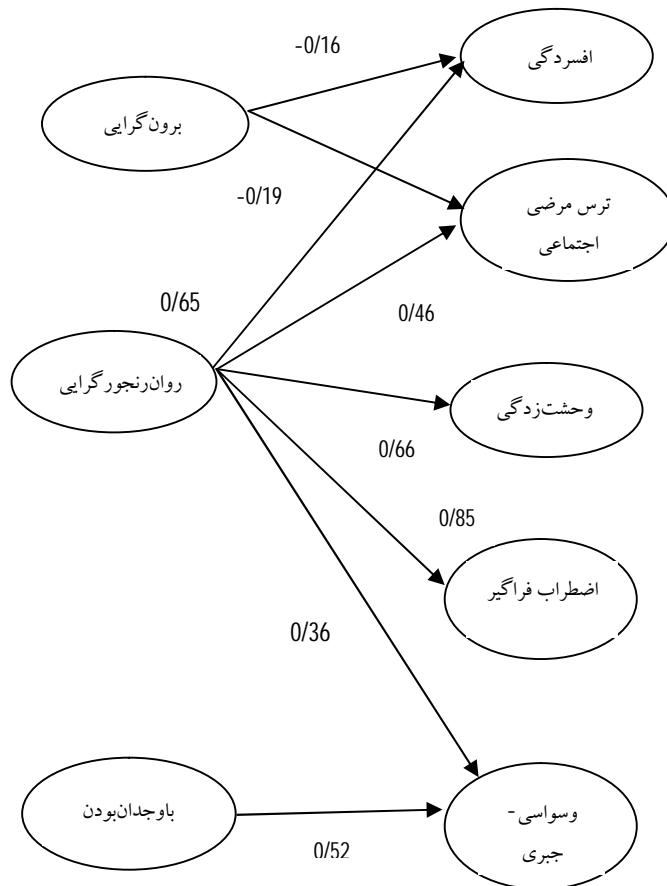 -0/16
افسردگی
برون‌گرایی
-0/19
ترس مرضی
اجتماعی
0/65
0/46
روان‌رنجورگرایی
وحشت‌زدگی
0/66
0/85
اضطراب فراگیر
0/36
باوجدان‌بودن
وسواسی-
جبری
0/52